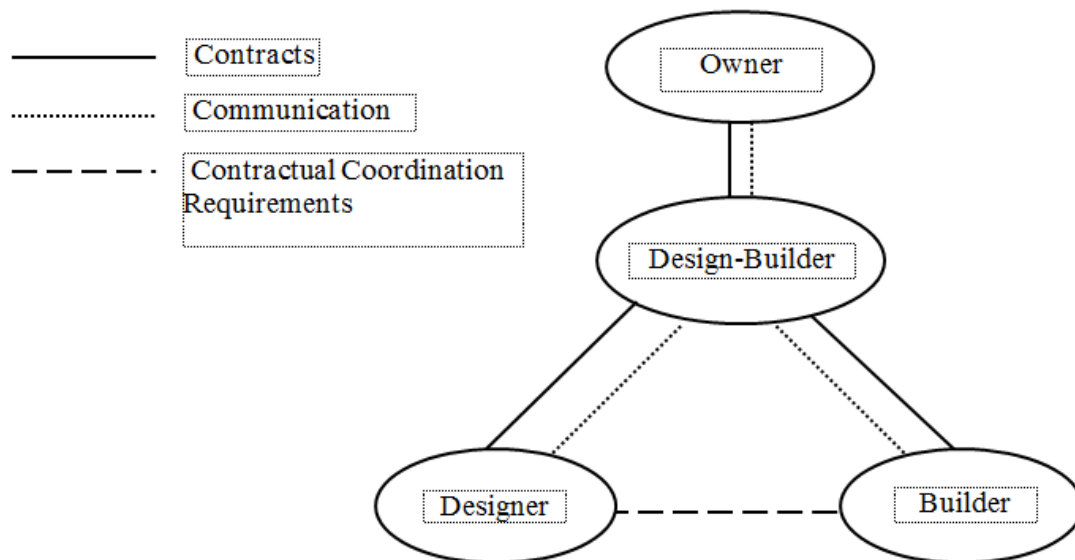 Contracts
Communication
Contractual Coordination
Requirements
Owner
Design-Builder
Designer
Builder